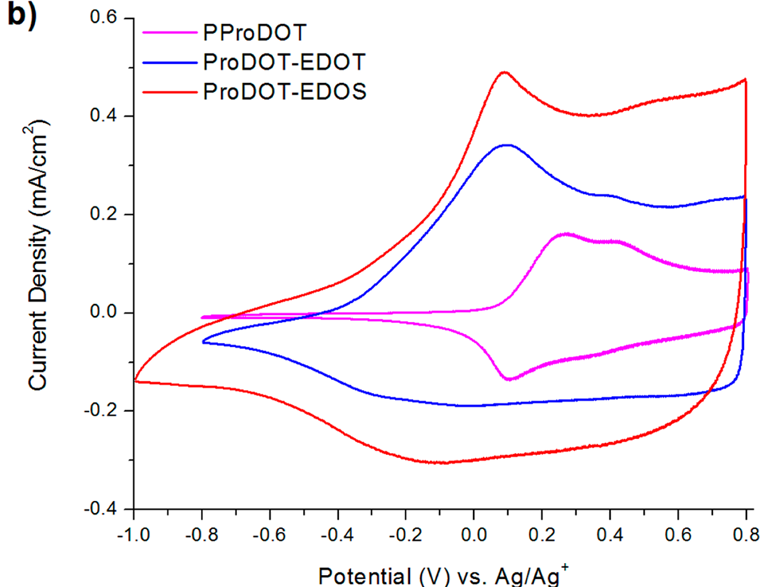 b)
PProDOT
ProDOT-EDOT
ProDOT-EDOS
Current Density (mA/cm²)
0.6
0.4
0.2
0.0
-0.2
-0.4
-1.0 -0.8 -0.6 -0.4 -0.2 0.0 0.2 0.4 0.6 0.8
Potential (V) vs. Ag/Ag⁺